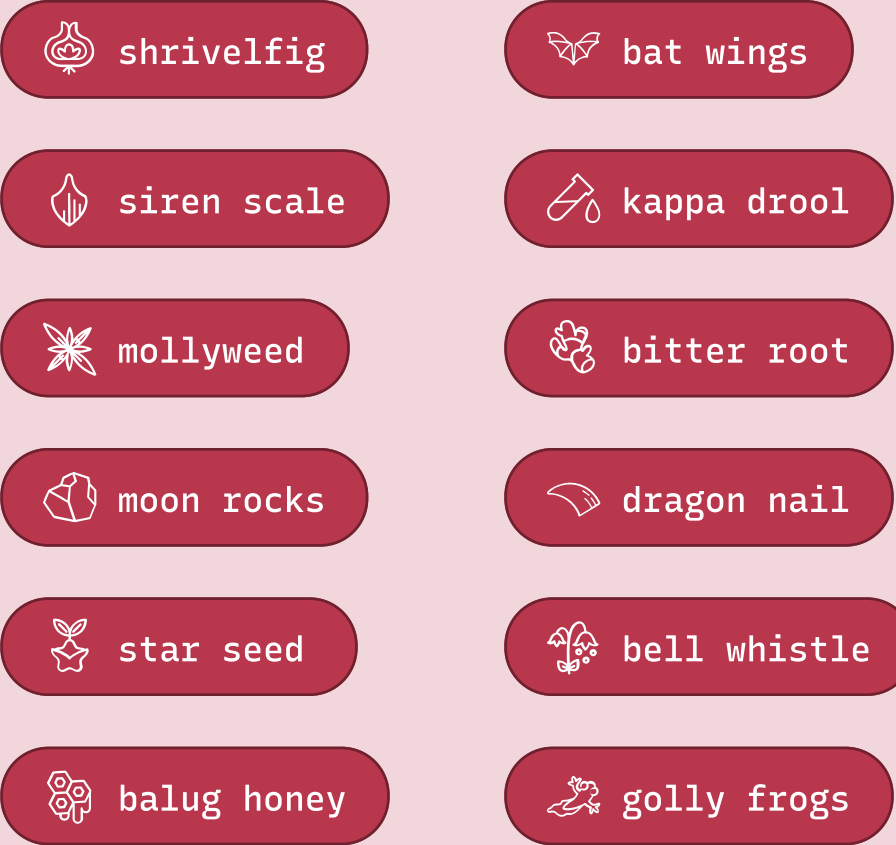 shrivelfig
bat wings
siren scale
kappa drool
mollyweed
bitter root
moon rocks
dragon nail
star seed
bell whistle
balug honey
golly frogs